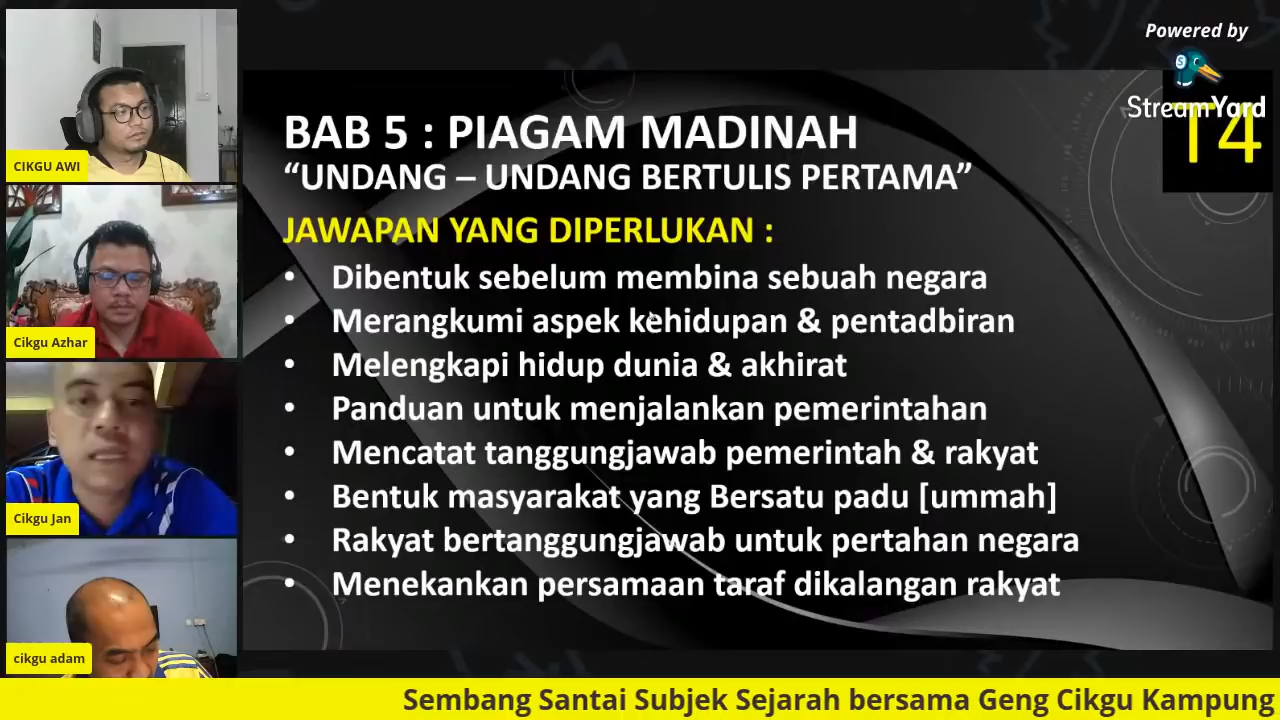 Powered by
StreamYard
T4
BAB 5 : PIAGAM MADINAH
“UNDANG – UNDANG BERTULIS PERTAMA”
JAWAPAN YANG DIPERLUKAN :
• Dibentuk sebelum membina sebuah negara
• Merangkumi aspek kehidupan & pentadbiran
• Melengkapi hidup dunia & akhirat
• Panduan untuk menjalankan pemerintahan
• Mencatat tanggungjawab pemerintah & rakyat
• Bentuk masyarakat yang Bersatu padu [ummah]
• Rakyat bertanggungjawab untuk pertahan negara
• Menekankan persamaan taraf dikalangan rakyat
CIKGU AWI
Cikgu Azhar
Cikgu Jan
cikgu adam
Sembang Santai Subjek Sejarah bersama Geng Cikgu Kampung